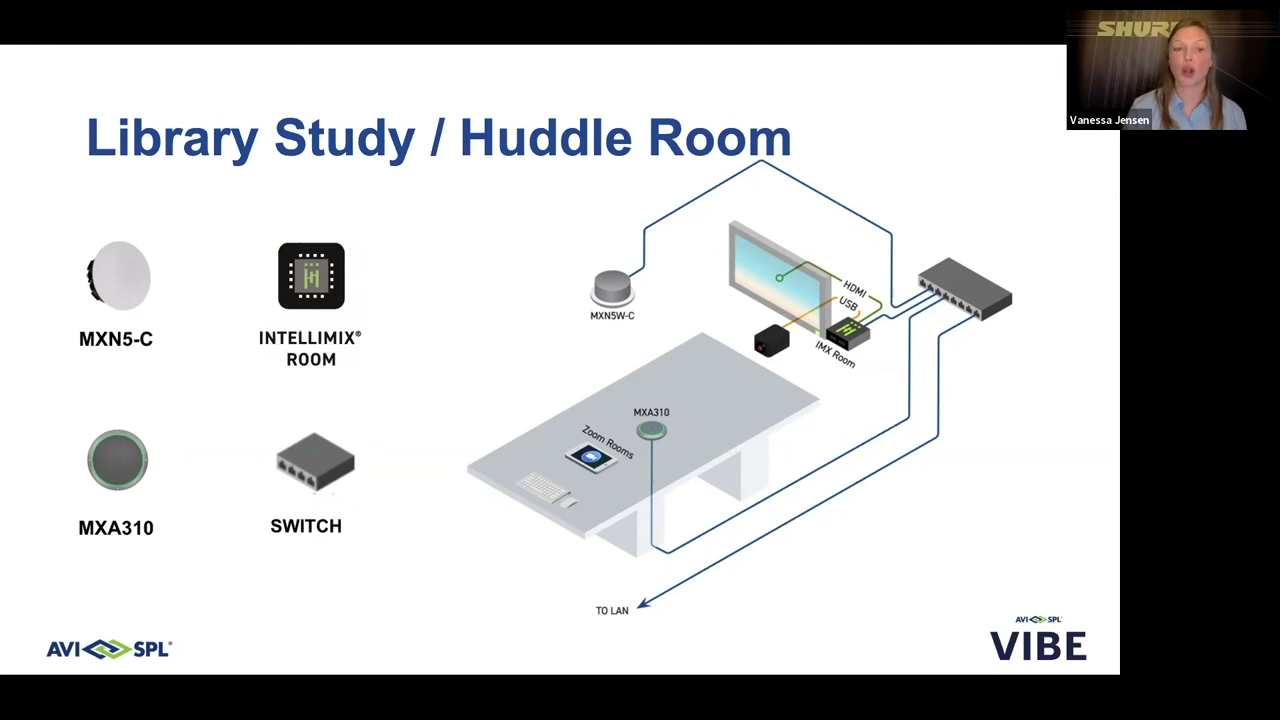 SHURE
Vanessa Jensen
Library Study / Huddle Room
MXN5-C
INTELLIMIX®
ROOM
MXA310
SWITCH
MXN5W-C
HDMI
USB
IMX Room
MXA310
Zoom Rooms
TO LAN
AVI SPL®
AVI SPL
VIBE